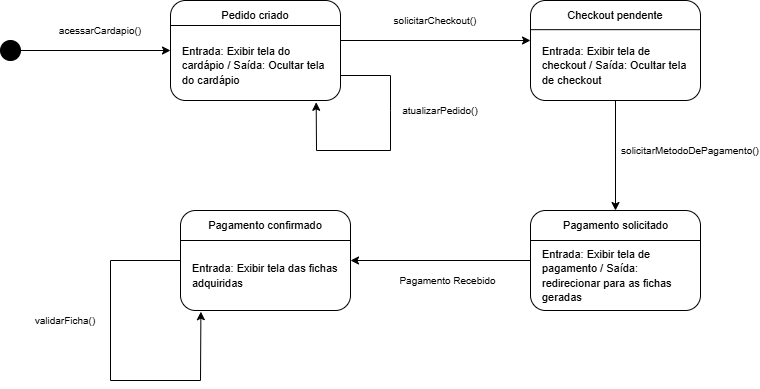 acessarCardapio()
Pedido criado
Entrada: Exibir tela do
cardápio / Saída: Ocultar tela
do cardápio
solicitarCheckout()
atualizarPedido()
Checkout pendente
Entrada: Exibir tela de
checkout / Saída: Ocultar tela
de checkout
solicitarMetodoDePagamento()
Pagamento solicitado
Entrada: Exibir tela de
pagamento / Saída:
redirecionar para as fichas
geradas
Pagamento Recebido
Pagamento confirmado
Entrada: Exibir tela das fichas
adquiridas
validarFicha()